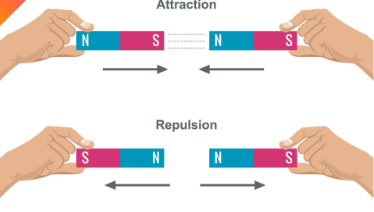 Attraction
N S N S
Repulsion
S N N S